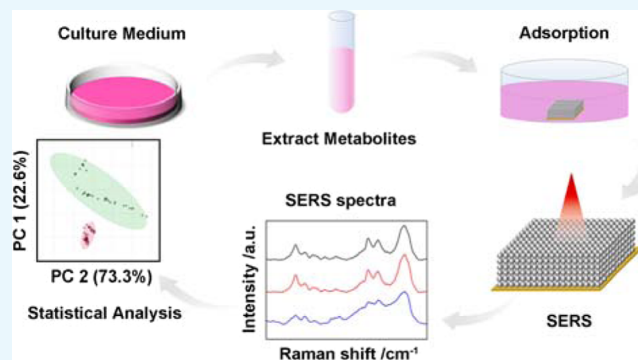 Culture Medium
Extract Metabolites
Adsorption
SERS
SERS spectra
Intensity /a.u.
Raman shift /cm⁻¹
PC 1 (22.6%)
PC 2 (73.3%)
Statistical Analysis